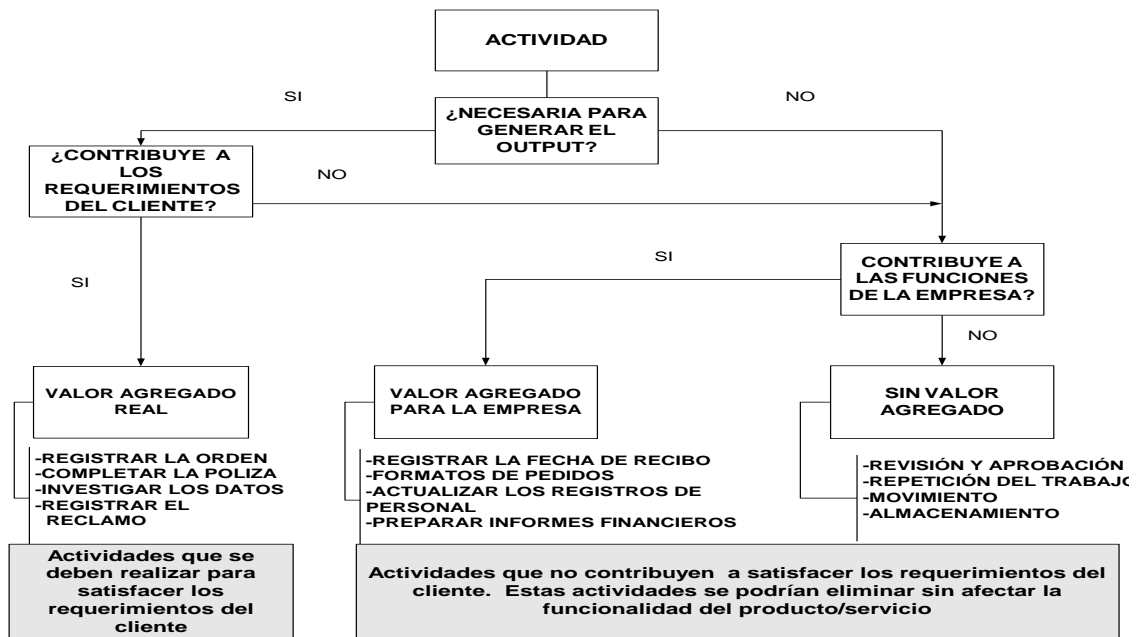 ACTIVIDAD
SI
NO
¿NECESARIA PARA
GENERAR EL
OUTPUT?
¿CONTRIBUYE A
LOS
REQUERIMIENTOS
DEL CLIENTE?
NO
SI
SI
CONTRIBUYE A
LAS FUNCIONES
DE LA EMPRESA?
NO
VALOR AGREGADO
REAL
VALOR AGREGADO
PARA LA EMPRESA
SIN VALOR
AGREGADO
-REGISTRAR LA ORDEN
-COMPLETAR LA POLIZA
-INVESTIGAR LOS DATOS
-REGISTRAR EL
RECLAMO
-REGISTRAR LA FECHA DE RECIBO
-FORMATOS DE PEDIDOS
-ACTUALIZAR LOS REGISTROS DE
PERSONAL
-PREPARAR INFORMES FINANCIEROS
-REVISIÓN Y APROBACIÓN
-REPETICIÓN DEL TRABAJO
-MOVIMIENTO
-ALMACENAMIENTO
Actividades que se
deben realizar para
satisfacer los
requerimientos del
cliente
Actividades que no contribuyen a satisfacer los requerimientos del
cliente. Estas actividades se podrían eliminar sin afectar la
funcionalidad del producto/servicio